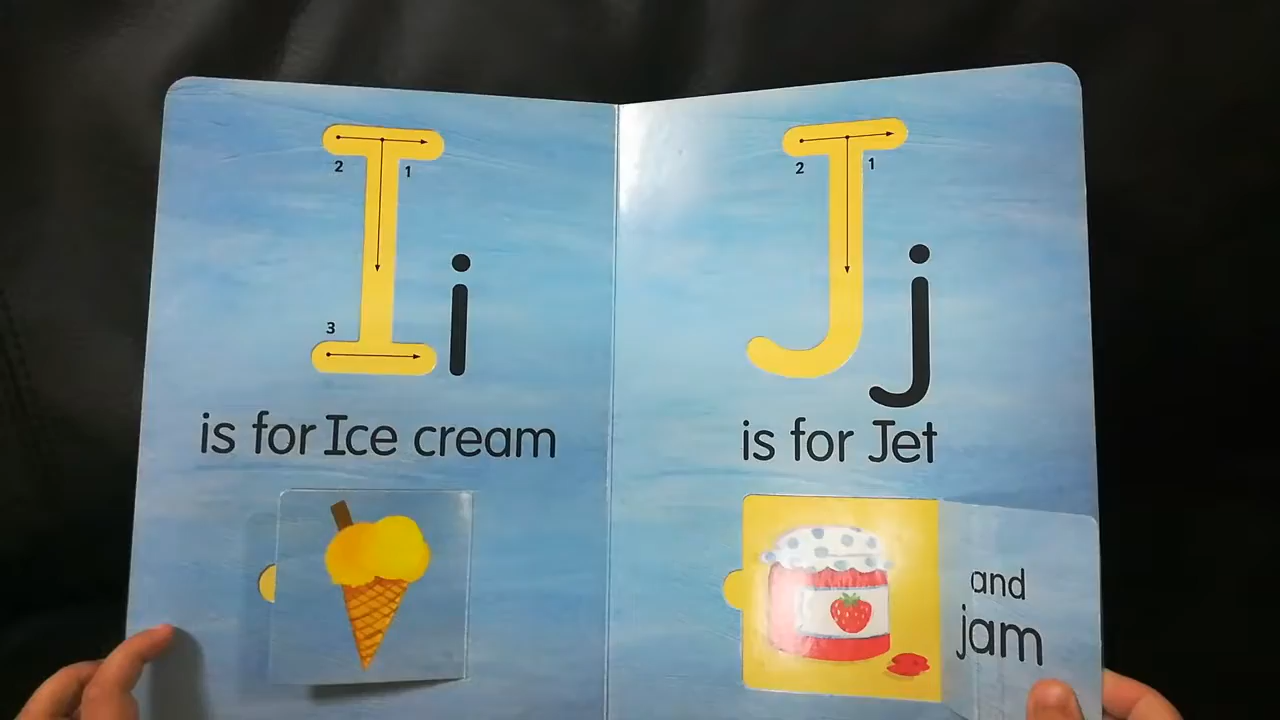 I i
2 1
3
is for Ice cream
J j
2 1
is for Jet
and
jam